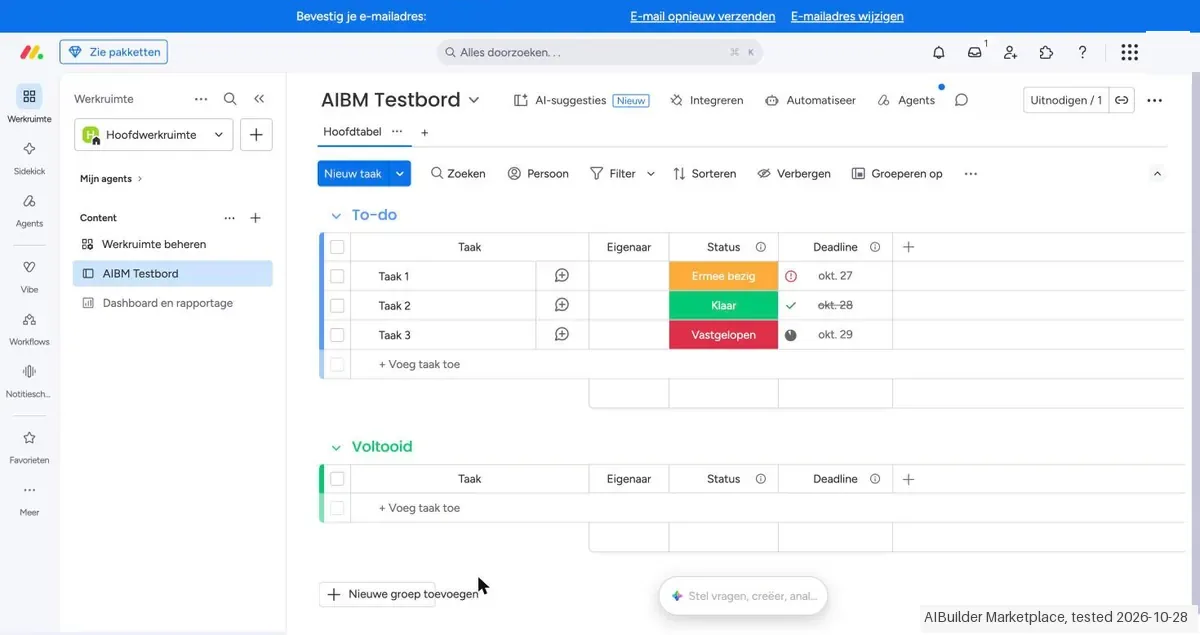 Bevestig je e-mailadres:
E-mail opnieuw verzenden
E-mailadres wijzigen
Zie pakketten
Alles doorzoeken...
⌘ K
1
Werkruimte
Sidekick
Agents
Vibe
Workflows
Notitiesch...
Favorieten
Meer
Werkruimte
H
Hoofdwerkruimte
Mijn agents
Content
Werkruimte beheren
AIBM Testbord
Dashboard en rapportage
AIBM Testbord
AI-suggesties Nieuw
Integreren
Automatiseer
Agents
Uitnodigen / 1
Hoofdtabel
Nieuw taak
Zoeken
Persoon
Filter
Sorteren
Verbergen
Groeperen op
To-do
Taak Eigenaar Status Deadline
Taak 1 Ermee bezig okt. 27
Taak 2 Klaar okt. 28
Taak 3 Vastgelopen okt. 29
+ Voeg taak toe
Voltooid
Taak Eigenaar Status Deadline
+ Voeg taak toe
Nieuwe groep toevoegen
Stel vragen, creëer, anal...
AIBuilder Marketplace, tested 2026-10-28